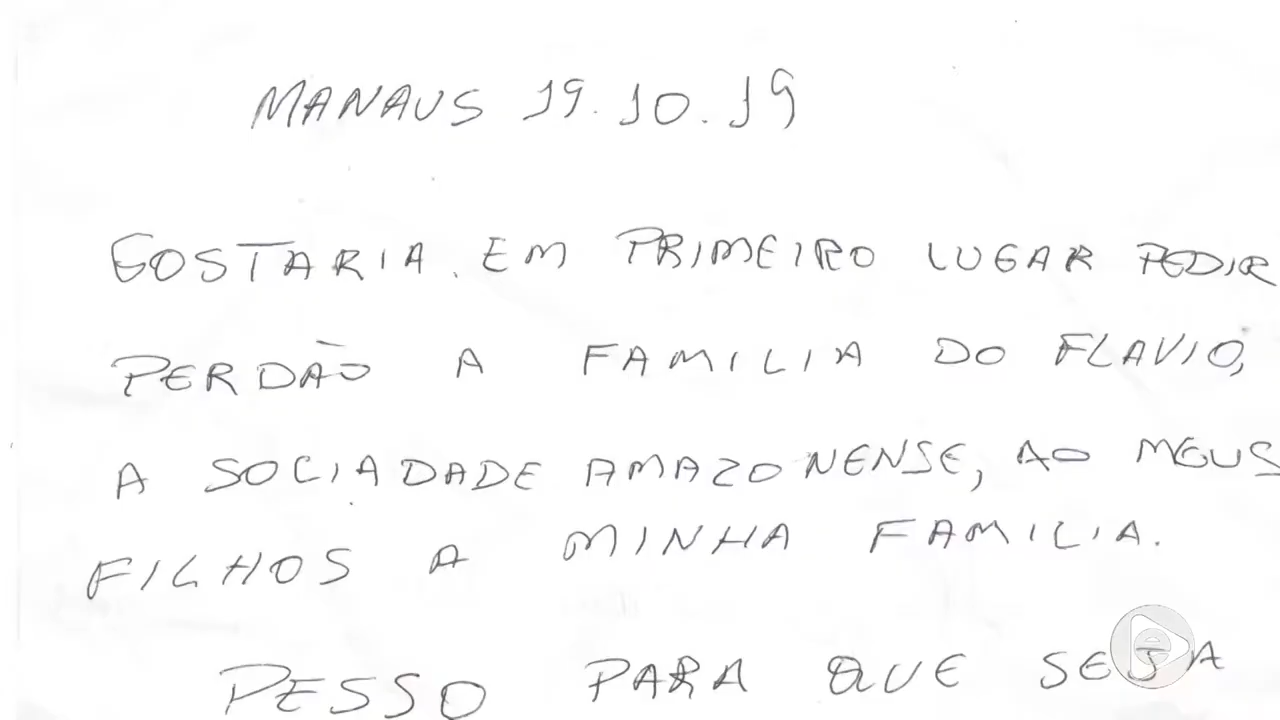 MANAUS 19.10.19
GOSTARIA. EM PRIMEIRO LUGAR PEDIR
PERDÃO A FAMILIA DO FLAVIO,
A SOCIADADE AMAZONENSE, AO MEUS
FILHOS A MINHA FAMILIA.
PESSO PARA QUE SEJA